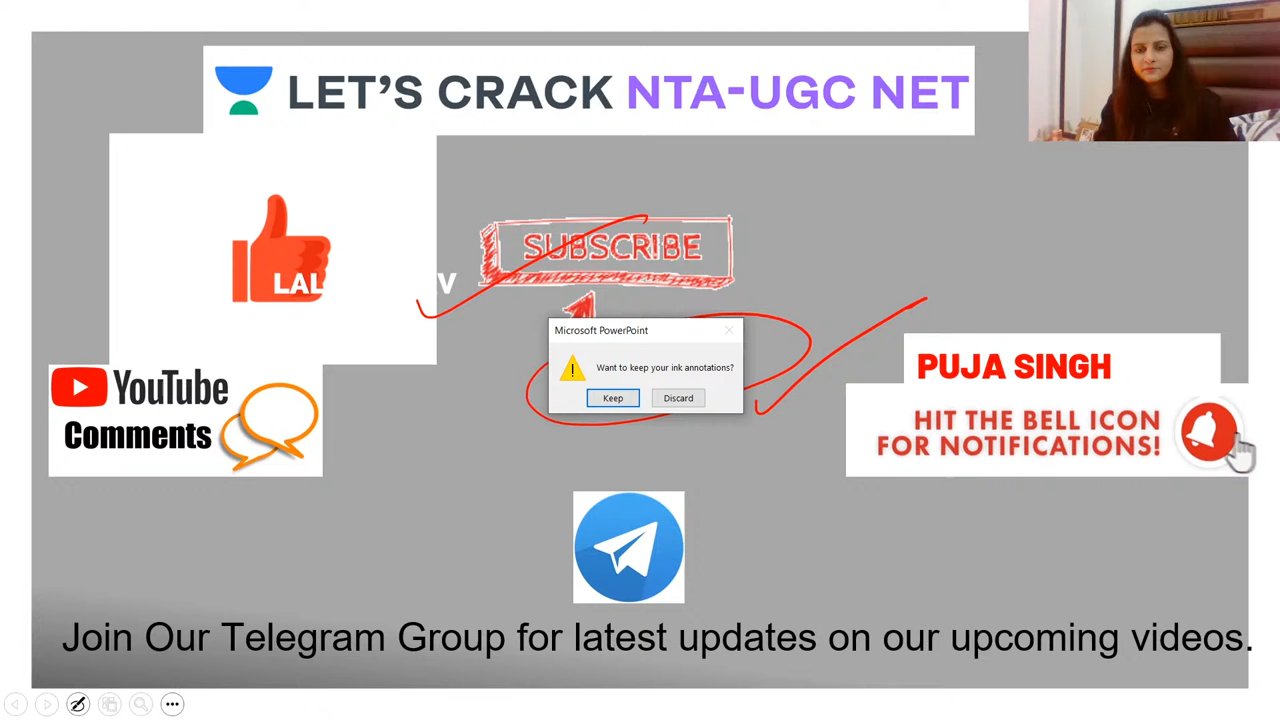 LET'S CRACK NTA-UGC NET
SUBSCRIBE
LAL
V
Microsoft PowerPoint
Want to keep your ink annotations?
Keep
Discard
YouTube
Comments
PUJA SINGH
HIT THE BELL ICON
FOR NOTIFICATIONS!
Join Our Telegram Group for latest updates on our upcoming videos.